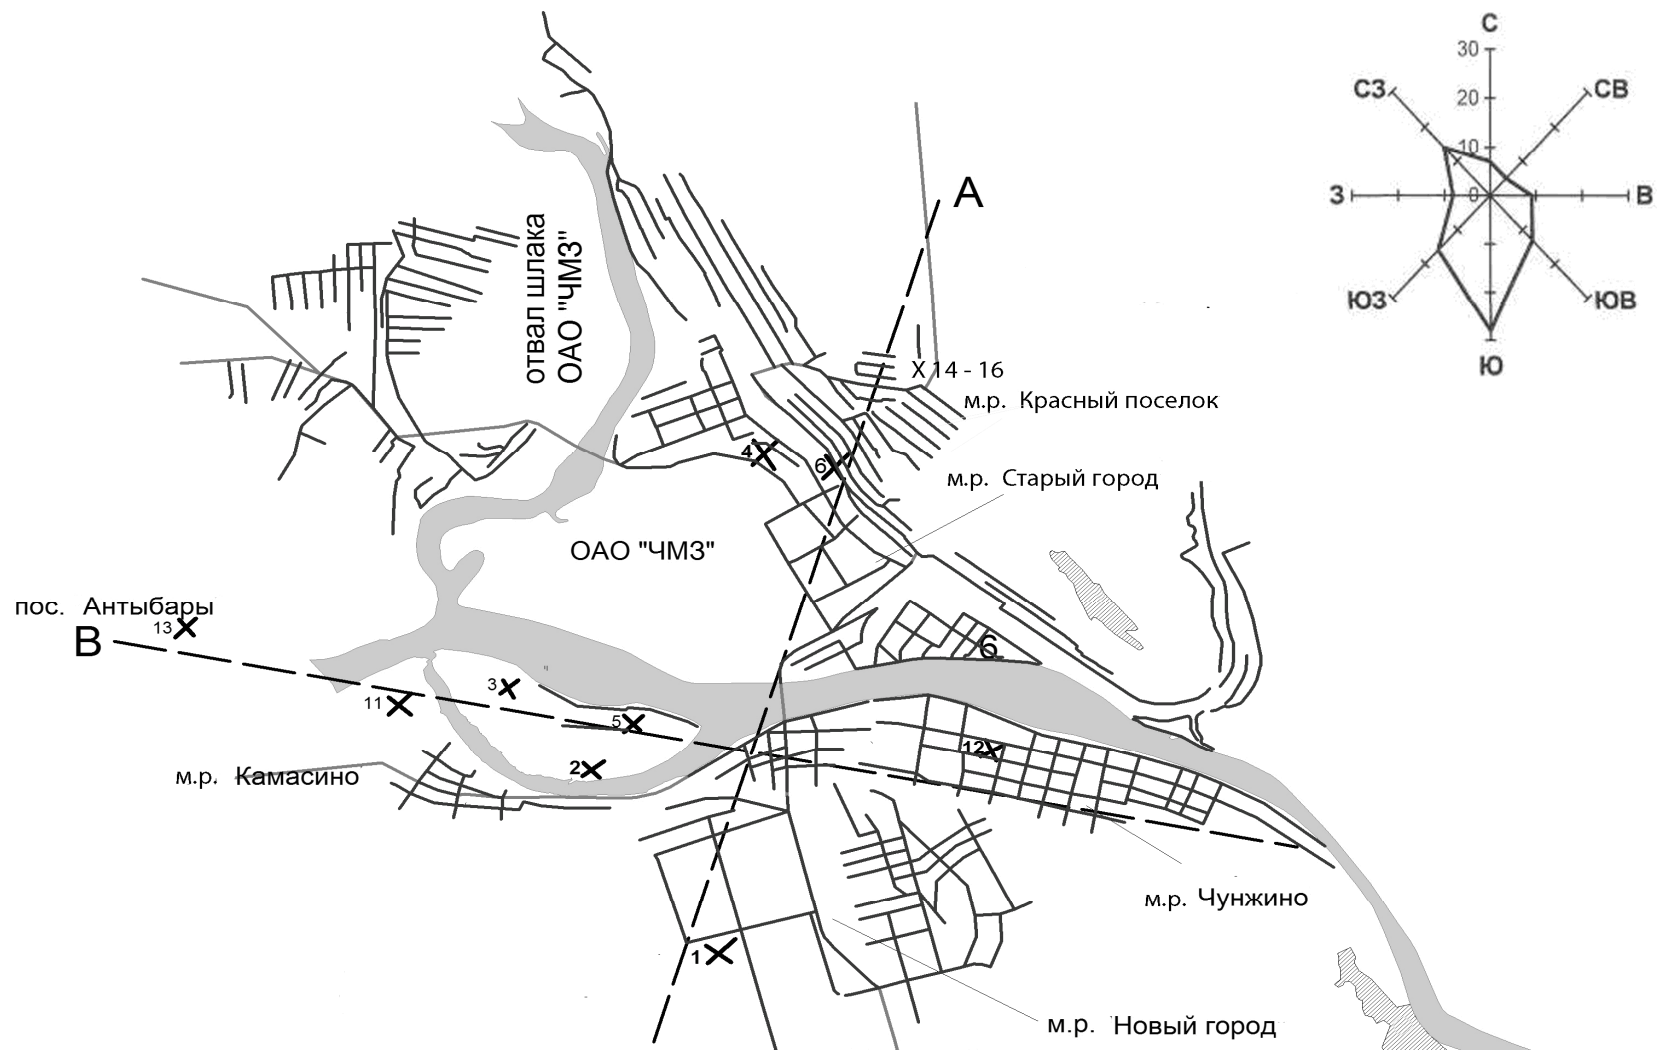 С
30
20
10
0
СЗ
СВ
З
В
ЮЗ
ЮВ
Ю
А
отвал шлака
ОАО "ЧМЗ"
X 14 - 16
м.р. Красный поселок
4
6
м.р. Старый город
ОАО "ЧМЗ"
пос. Антыбары
13
В
6
3
11
5
12
2
м.р. Камасино
м.р. Чунжино
1
м.р. Новый город